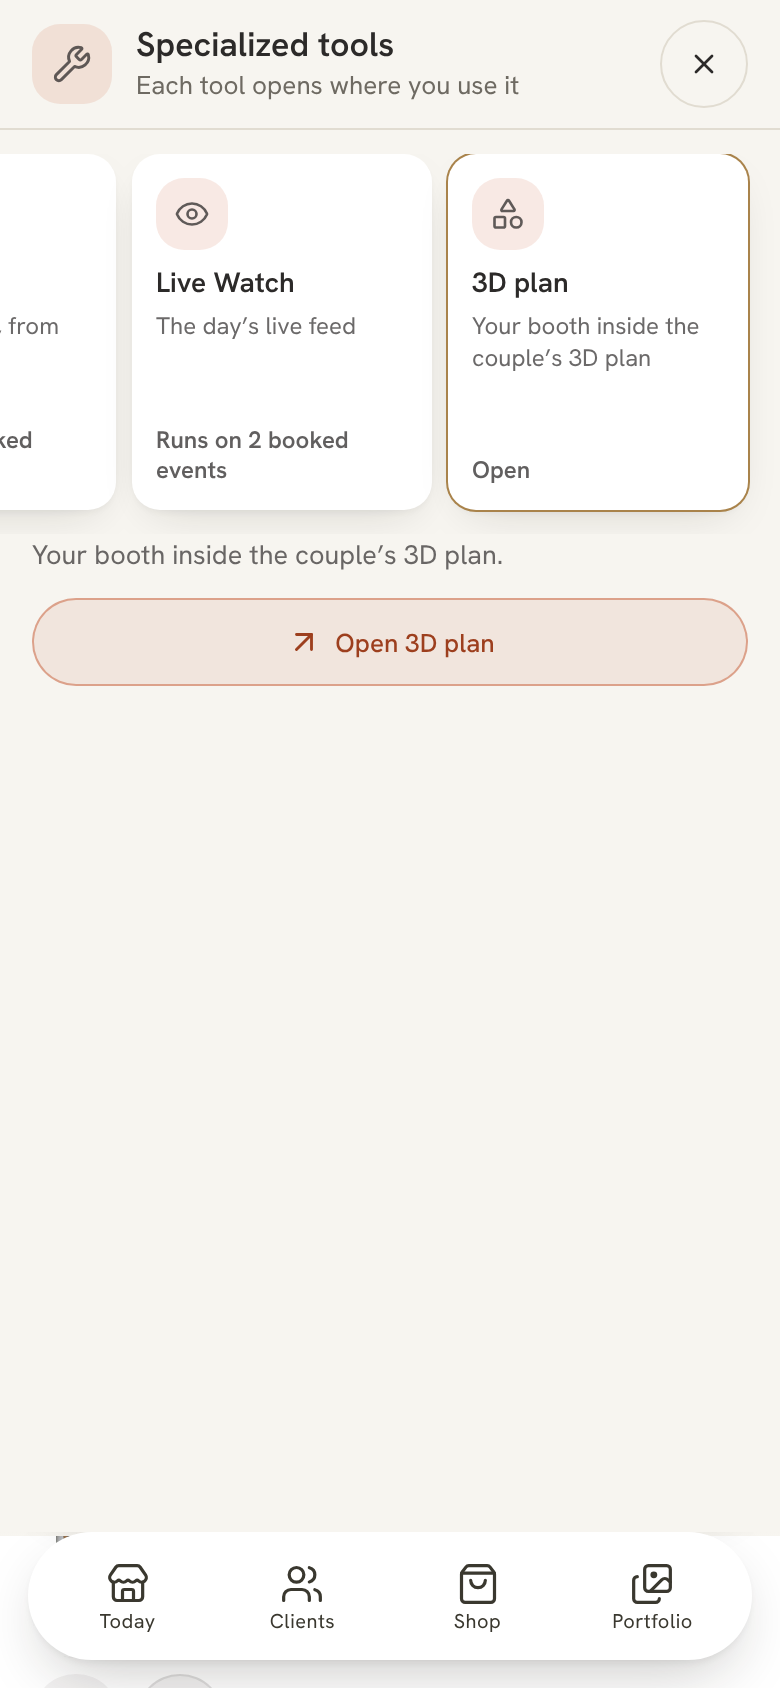 Specialized tools
Each tool opens where you use it
from
Live Watch
The day’s live feed
Runs on 2 booked
events
3D plan
Your booth inside the
couple’s 3D plan
Open
Your booth inside the couple’s 3D plan.
Open 3D plan
Today
Clients
Shop
Portfolio